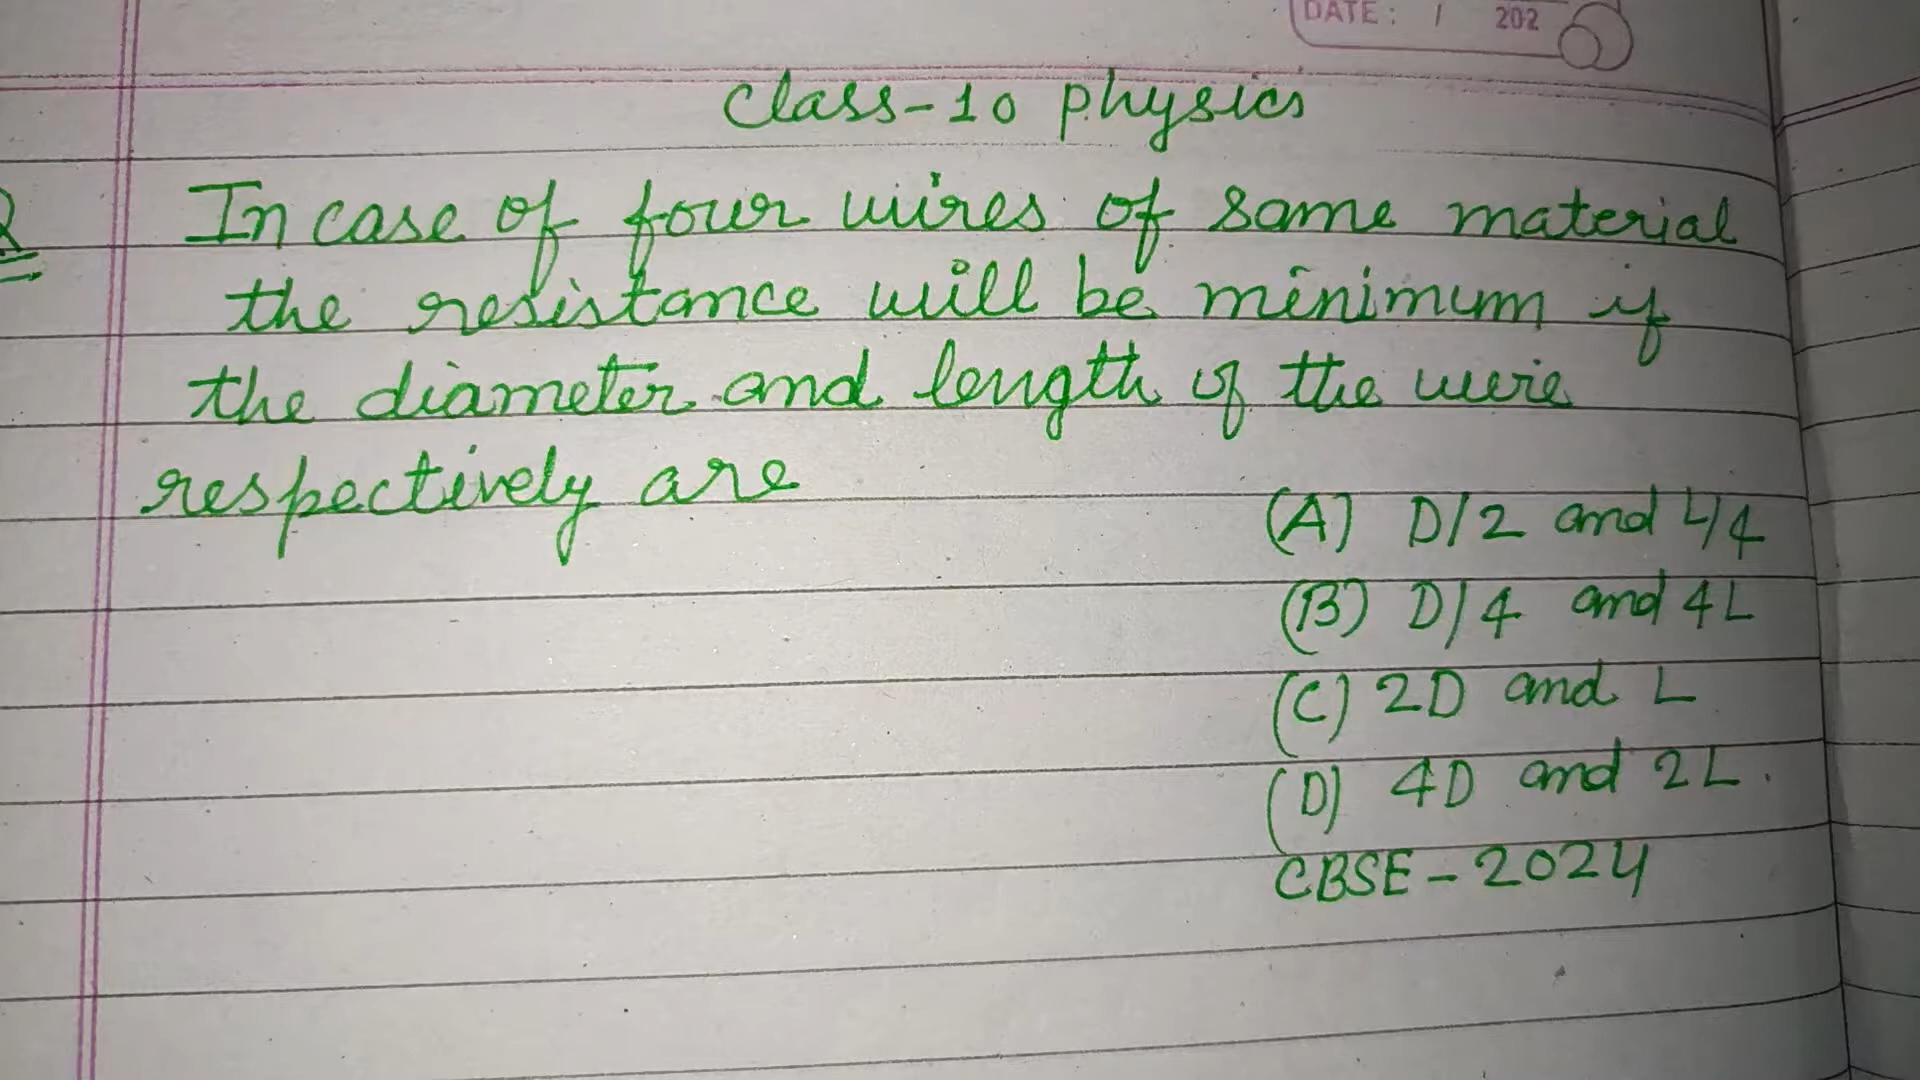 DATE: / 202
Class-10 physics
Q In case of four wires of same material
the resistance will be minimum if
the diameter and length of the wire
respectively are
(A) D/2 and L/4
(B) D/4 and 4L
(C) 2D and L
(D) 4D and 2L.
CBSE-2024